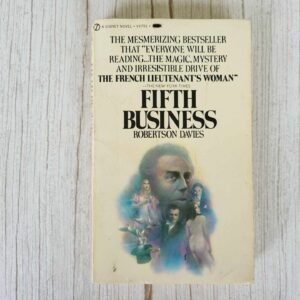 A SIGNET NOVEL
THE MESMERIZING BESTSELLER
THAT "EVERYONE WILL BE
READING...THE MAGIC, MYSTERY
AND IRRESISTIBLE DRIVE OF
THE FRENCH LIEUTENANT'S WOMAN"
—THE NEW YORK TIMES
FIFTH
BUSINESS
ROBERTSON DAVIES